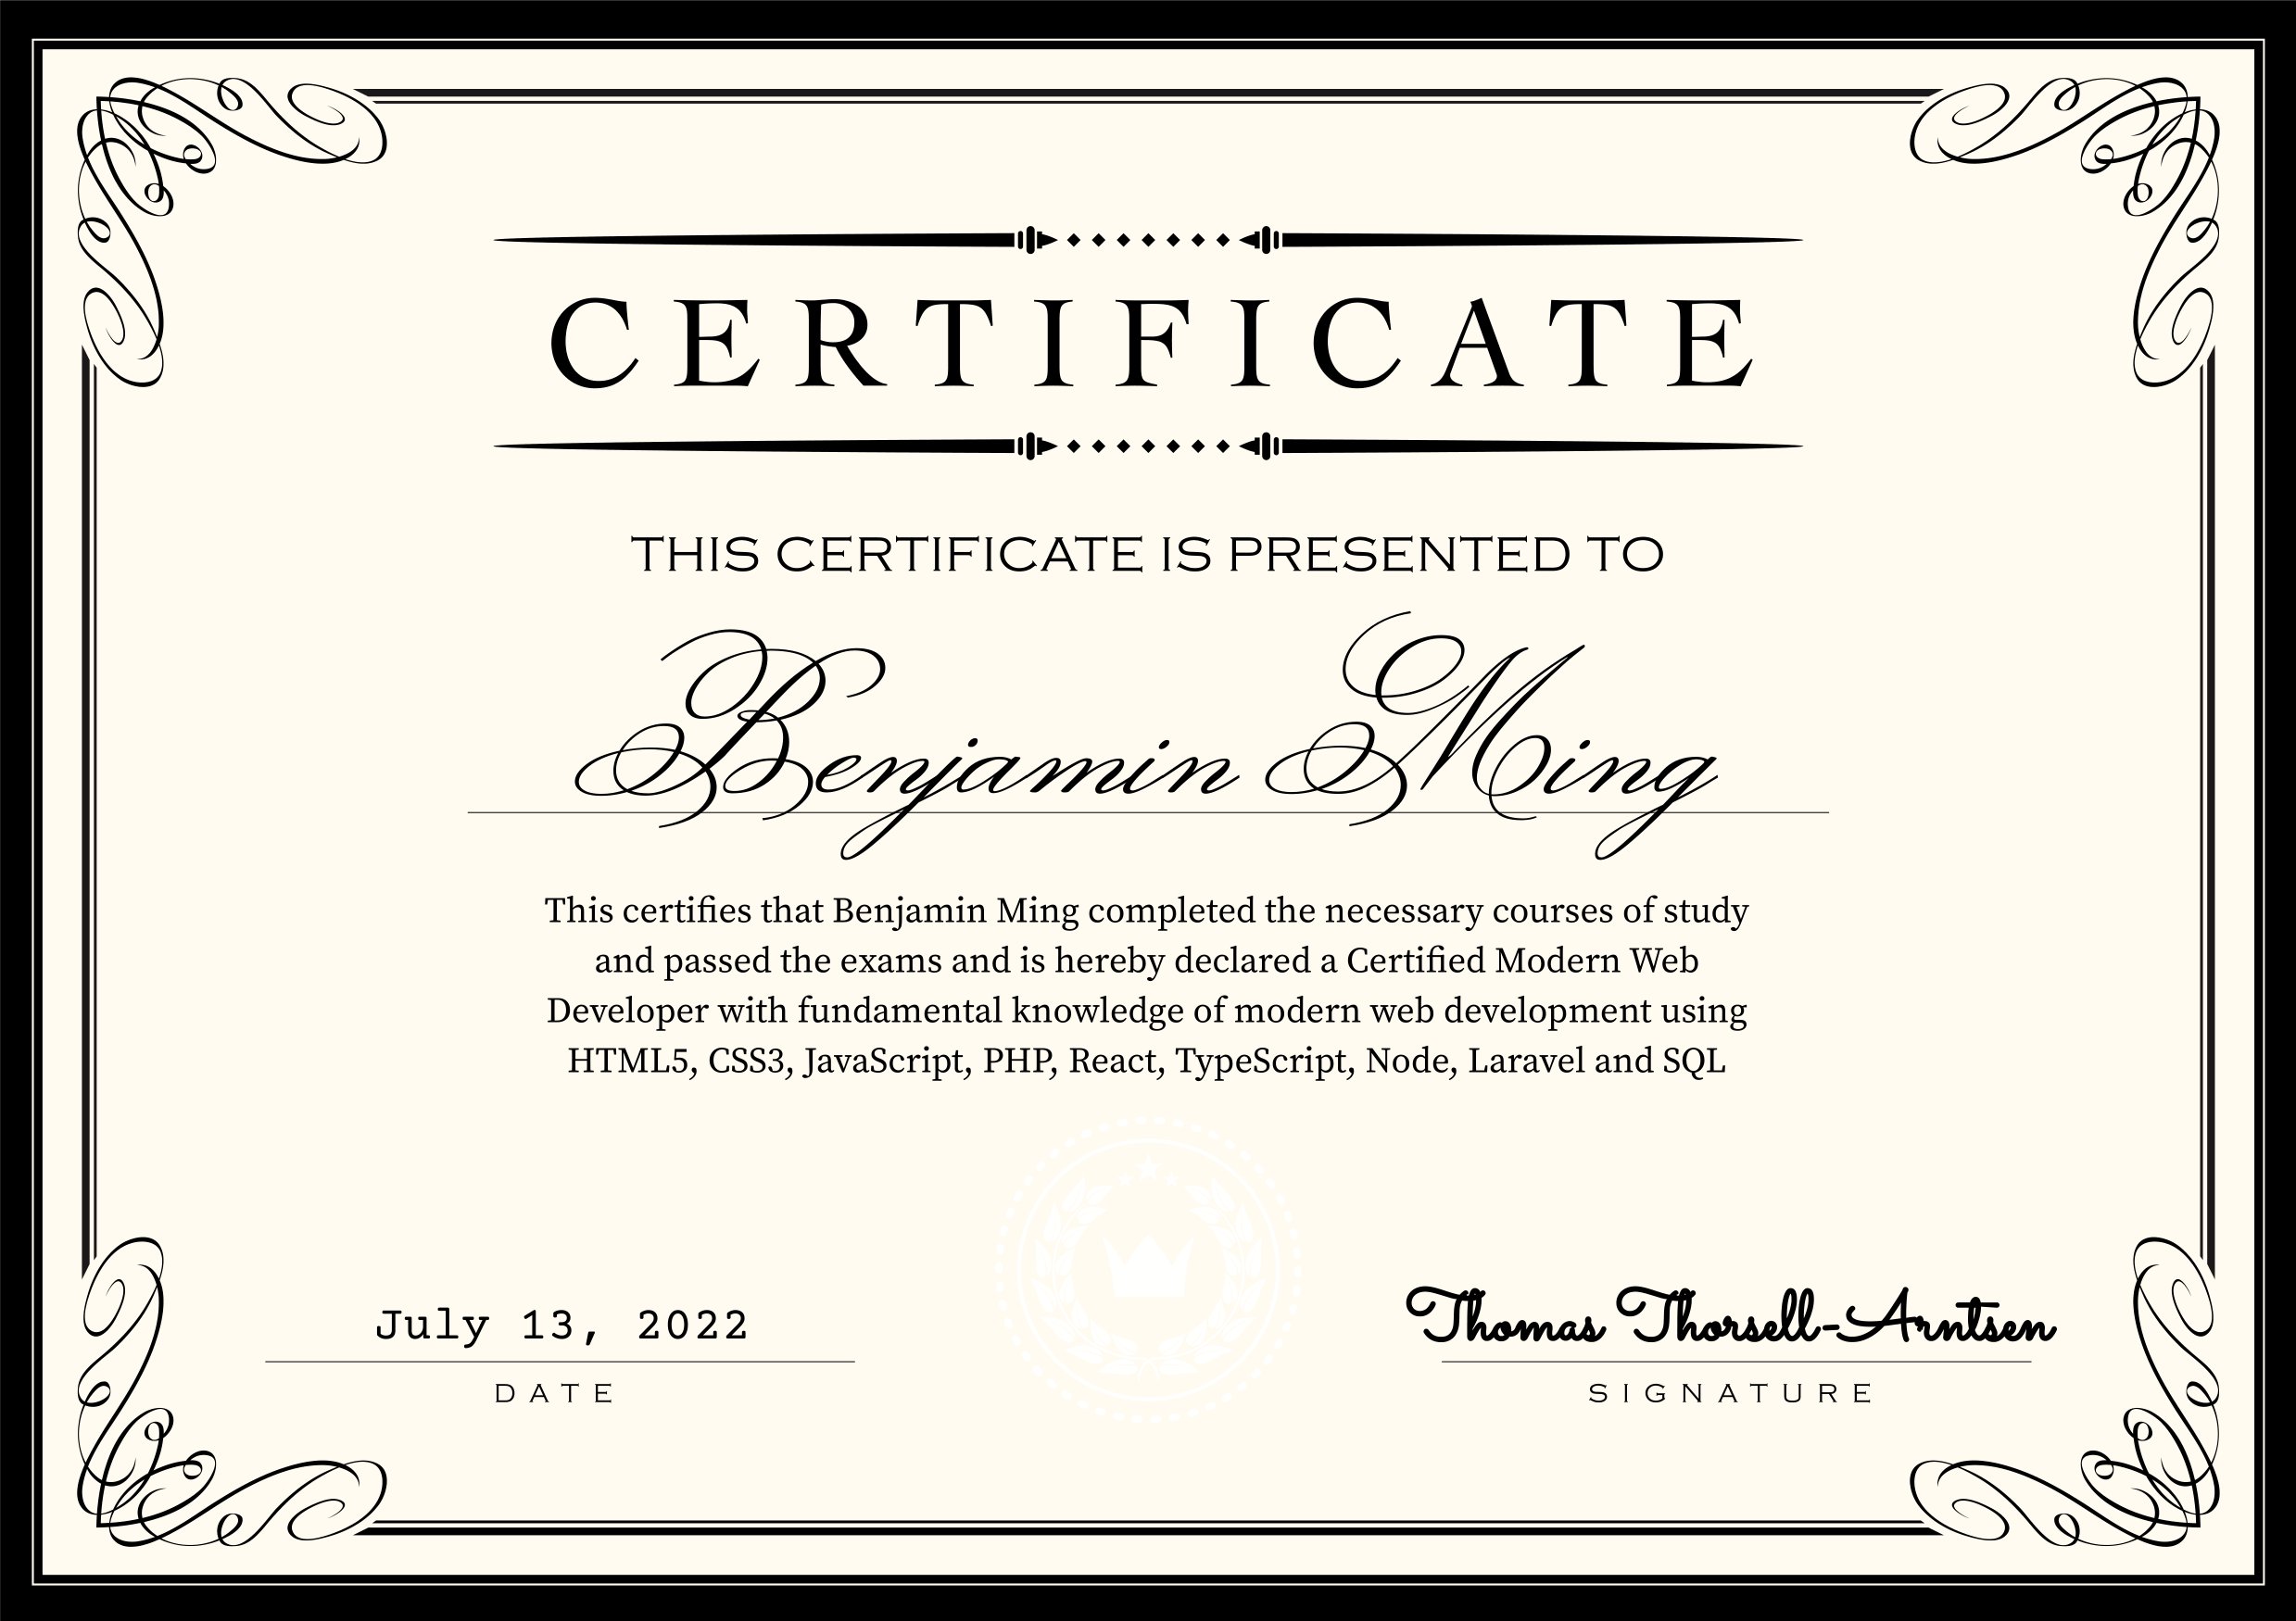 CERTIFICATE
THIS CERTIFICATE IS PRESENTED TO
Benjamin Ming
This certifies that Benjamin Ming completed the necessary courses of study
and passed the exams and is hereby declared a Certified Modern Web
Developer with fundamental knowledge of modern web development using
HTML5, CSS3, JavaScript, PHP, React, TypeScript, Node, Laravel and SQL
July 13, 2022
DATE
Thomas Thorsell-Arntsen
SIGNATURE